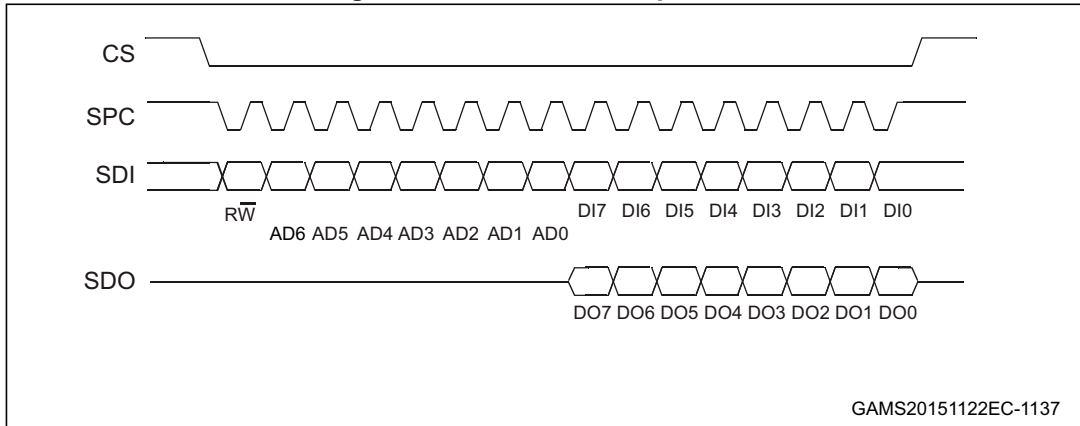 CS
SPC
SDI
RW̅
DI7 DI6 DI5 DI4 DI3 DI2 DI1 DI0
AD6 AD5 AD4 AD3 AD2 AD1 AD0
SDO
DO7 DO6 DO5 DO4 DO3 DO2 DO1 DO0
GAMS20151122EC-1137